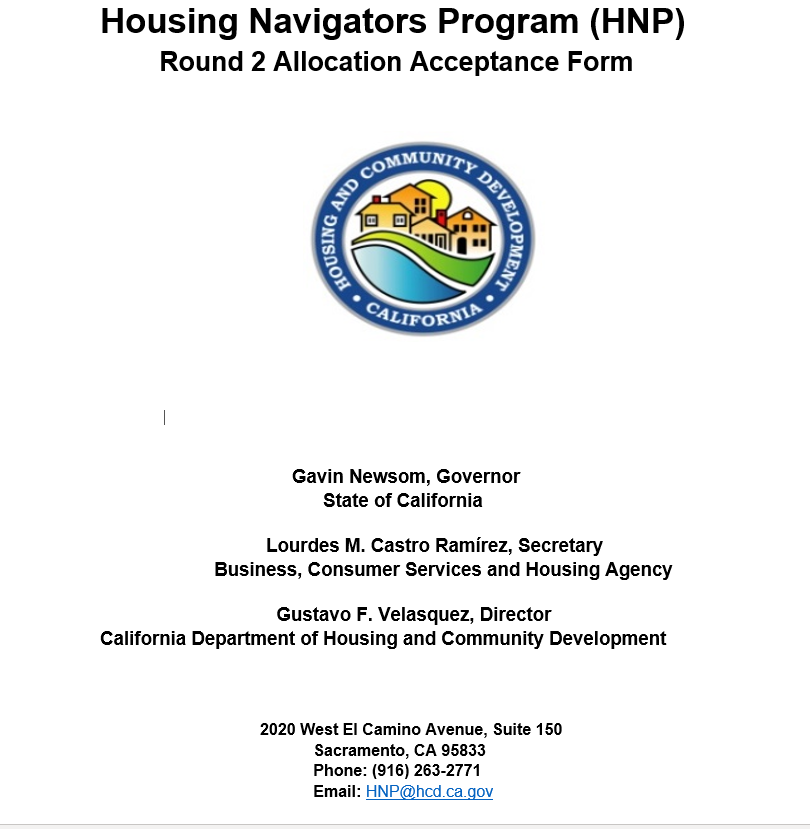 Housing Navigators Program (HNP)
Round 2 Allocation Acceptance Form
HOUSING AND COMMUNITY DEVELOPMENT
• CALIFORNIA •
Gavin Newsom, Governor
State of California
Lourdes M. Castro Ramírez, Secretary
Business, Consumer Services and Housing Agency
Gustavo F. Velasquez, Director
California Department of Housing and Community Development
2020 West El Camino Avenue, Suite 150
Sacramento, CA 95833
Phone: (916) 263-2771
Email: HNP@hcd.ca.gov